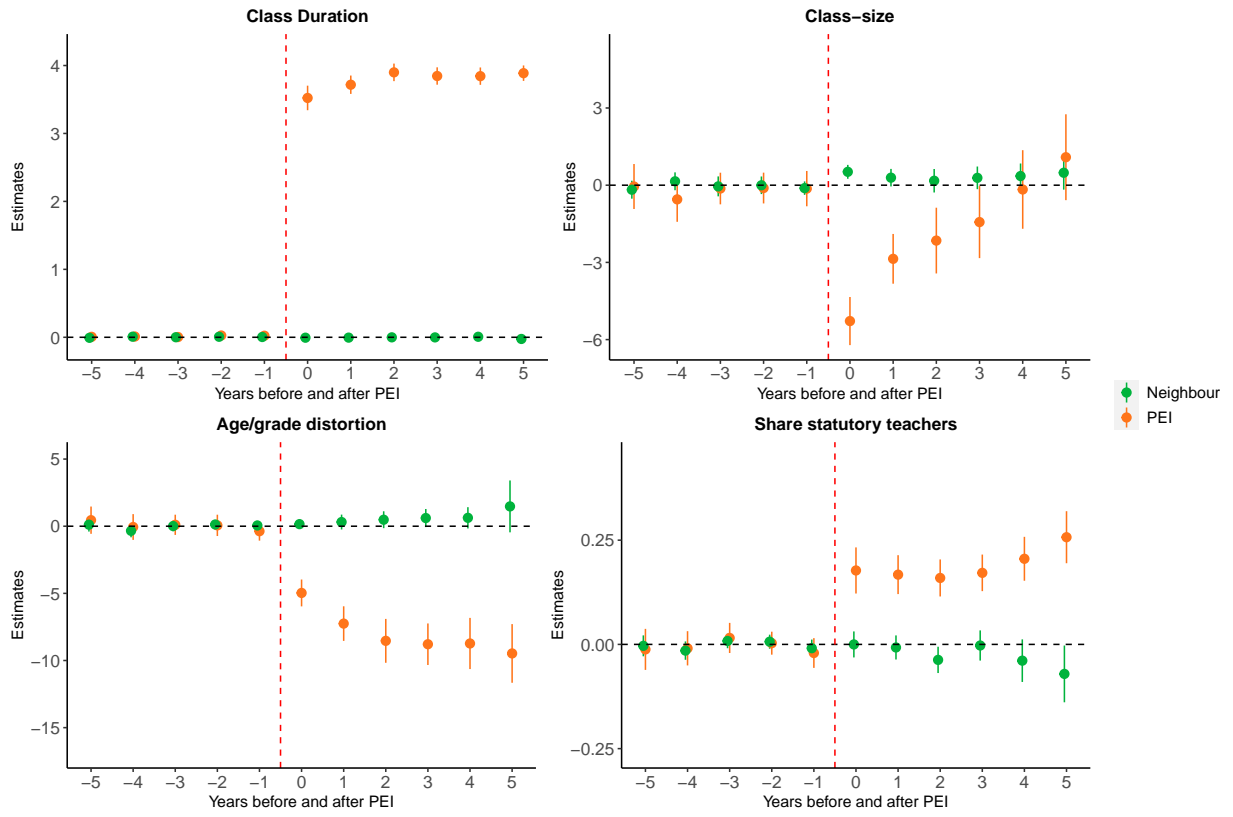 Class Duration
Estimates
4
3
2
1
0
−5 −4 −3 −2 −1 0 1 2 3 4 5
Years before and after PEI
Class−size
Estimates
3
0
−3
−6
−5 −4 −3 −2 −1 0 1 2 3 4 5
Years before and after PEI
Neighbour
PEI
Age/grade distortion
Estimates
5
0
−5
−10
−15
−5 −4 −3 −2 −1 0 1 2 3 4 5
Years before and after PEI
Share statutory teachers
Estimates
0.25
0.00
−0.25
−5 −4 −3 −2 −1 0 1 2 3 4 5
Years before and after PEI